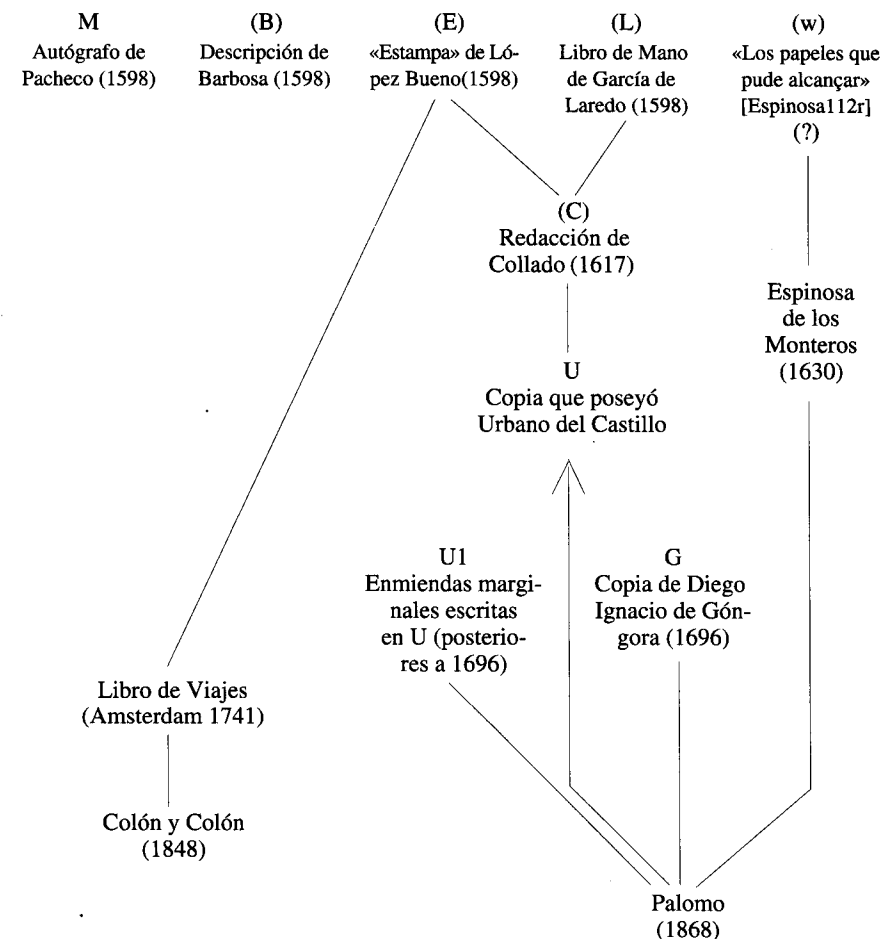 M
Autógrafo de
Pacheco (1598)
(B)
Descripción de
Barbosa (1598)
(E)
«Estampa» de Ló-
pez Bueno(1598)
(L)
Libro de Mano
de García de
Laredo (1598)
(w)
«Los papeles que
pude alcançar»
[Espinosa112r]
(?)
(C)
Redacción de
Collado (1617)
Espinosa
de los
Monteros
(1630)
U
Copia que poseyó
Urbano del Castillo
U1
Enmiendas margi-
nales escritas
en U (posterio-
res a 1696)
G
Copia de Diego
Ignacio de Gón-
gora (1696)
Libro de Viajes
(Amsterdam 1741)
Colón y Colón
(1848)
Palomo
(1868)